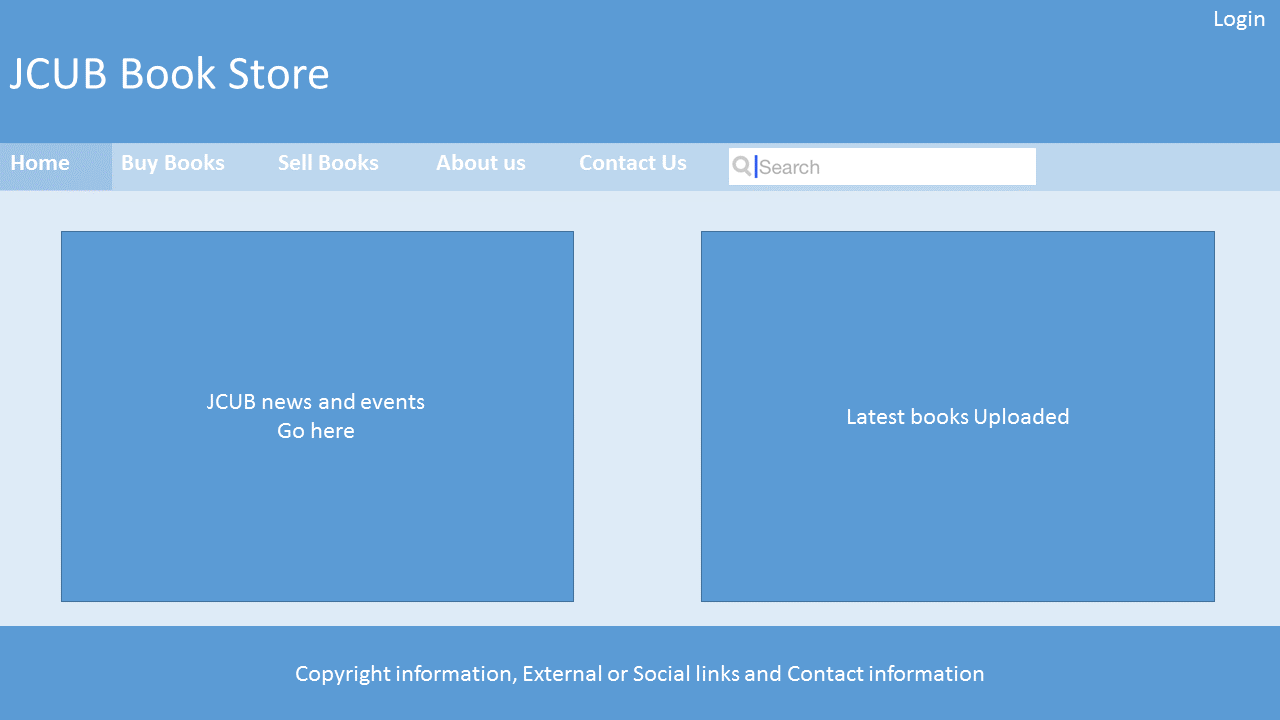 Login
JCUB Book Store
Home
Buy Books
Sell Books
About us
Contact Us
Search
JCUB news and events
Go here
Latest books Uploaded
Copyright information, External or Social links and Contact information